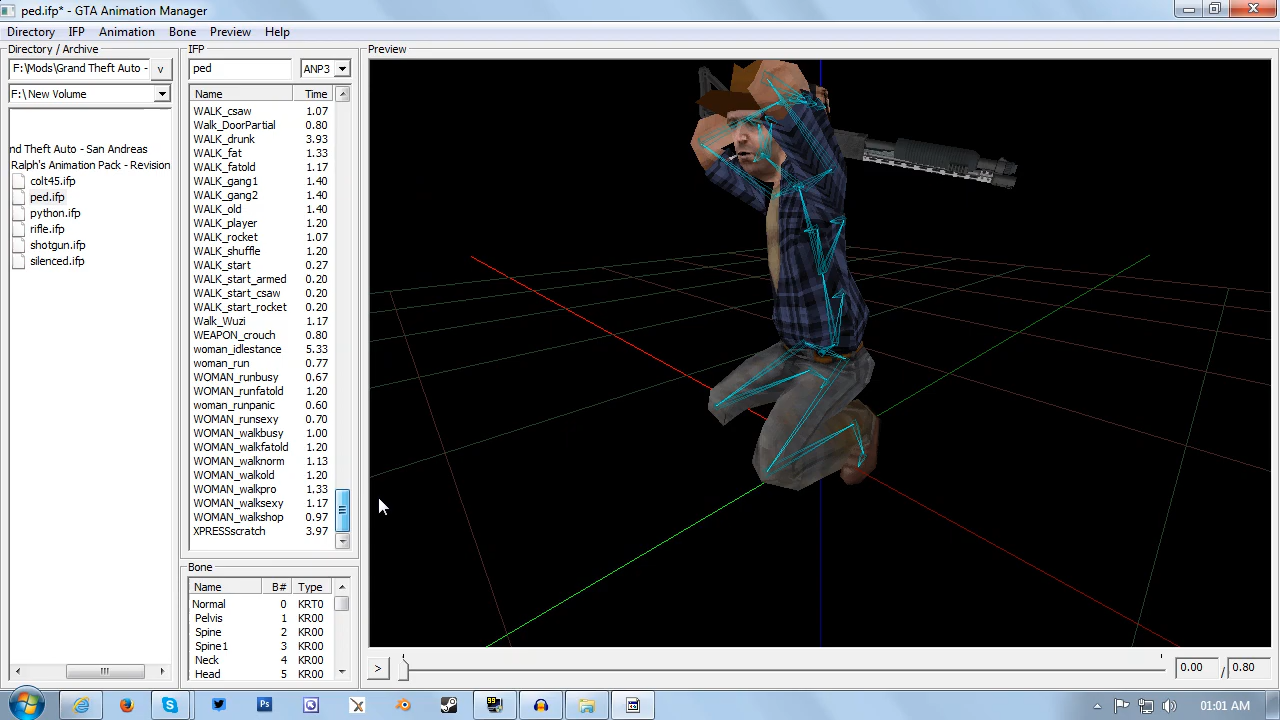 ped.ifp* - GTA Animation Manager
Directory IFP Animation Bone Preview Help
Directory / Archive
F:\Mods\Grand Theft Auto - v
F:\ New Volume
nd Theft Auto - San Andreas
Ralph's Animation Pack - Revision
colt45.ifp
ped.ifp
python.ifp
rifle.ifp
shotgun.ifp
silenced.ifp
IFP
ped ANP3
Name Time
WALK_csaw 1.07
Walk_DoorPartial 0.80
WALK_drunk 3.93
WALK_fat 1.33
WALK_fatold 1.17
WALK_gang1 1.40
WALK_gang2 1.40
WALK_old 1.40
WALK_player 1.20
WALK_rocket 1.07
WALK_shuffle 1.20
WALK_start 0.27
WALK_start_armed 0.20
WALK_start_csaw 0.20
WALK_start_rocket 0.20
Walk_Wuzi 1.17
WEAPON_crouch 0.80
woman_idlestance 5.33
woman_run 0.77
WOMAN_runbusy 0.67
WOMAN_runfatold 1.20
woman_runpanic 0.60
WOMAN_runsexy 0.70
WOMAN_walkbusy 1.00
WOMAN_walkfatold 1.20
WOMAN_walknorm 1.13
WOMAN_walkold 1.20
WOMAN_walkpro 1.33
WOMAN_walksexy 1.17
WOMAN_walkshop 0.97
XPRESSscratch 3.97
Bone
Name B# Type
Normal 0 KRT0
Pelvis 1 KR00
Spine 2 KR00
Spine1 3 KR00
Neck 4 KR00
Head 5 KR00
Preview
> 0.00 / 0.80
01:01 AM